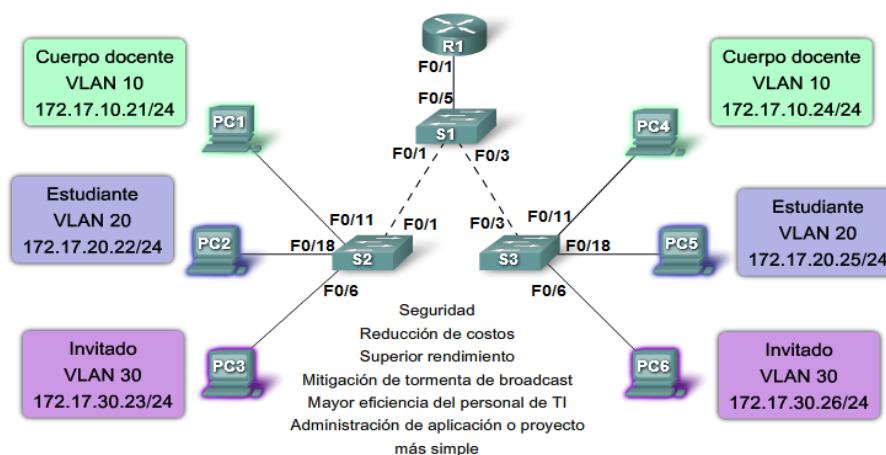 R1
F0/1
F0/5
S1
F0/1
F0/3
Cuerpo docente
VLAN 10
172.17.10.21/24
PC1
Estudiante
VLAN 20
172.17.20.22/24
PC2
Invitado
VLAN 30
172.17.30.23/24
PC3
F0/11
F0/18
F0/6
F0/1
S2
F0/3
S3
F0/11
F0/18
F0/6
Cuerpo docente
VLAN 10
172.17.10.24/24
PC4
Estudiante
VLAN 20
172.17.20.25/24
PC5
Invitado
VLAN 30
172.17.30.26/24
PC6
Seguridad
Reducción de costos
Superior rendimiento
Mitigación de tormenta de broadcast
Mayor eficiencia del personal de TI
Administración de aplicación o proyecto
más simple